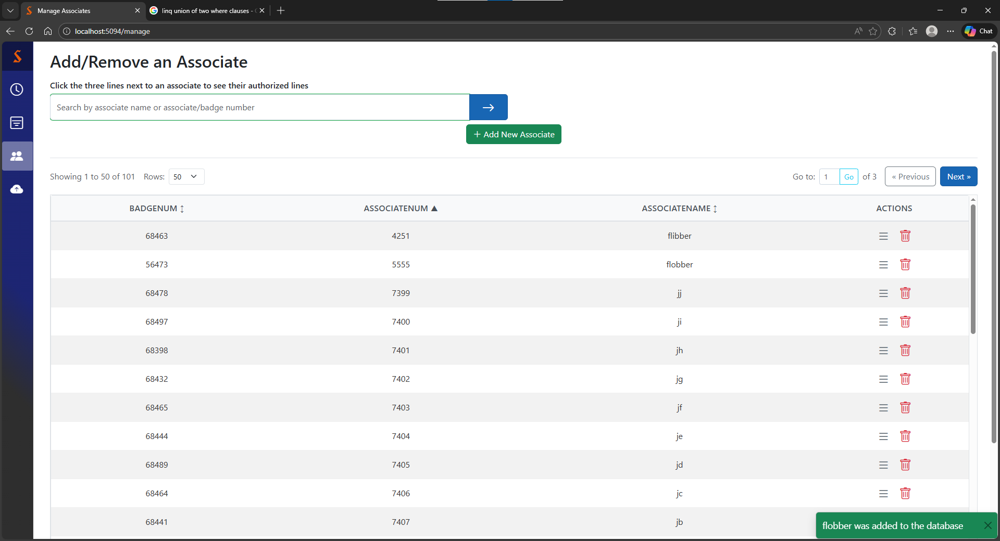 Manage Associates
linq union of two where clauses -
localhost:5094/manage
Chat
Add/Remove an Associate
Click the three lines next to an associate to see their authorized lines
Search by associate name or associate/badge number
+ Add New Associate
Showing 1 to 50 of 101 Rows: 50
Go to: 1 Go of 3 « Previous Next »
BADGENUM ↕ ASSOCIATENUM ▲ ASSOCIATENAME ↕ ACTIONS
68463 4251 flibber
56473 5555 flobber
68478 7399 jj
68497 7400 ji
68398 7401 jh
68432 7402 jg
68465 7403 jf
68444 7404 je
68489 7405 jd
68464 7406 jc
68441 7407 jb
flobber was added to the database